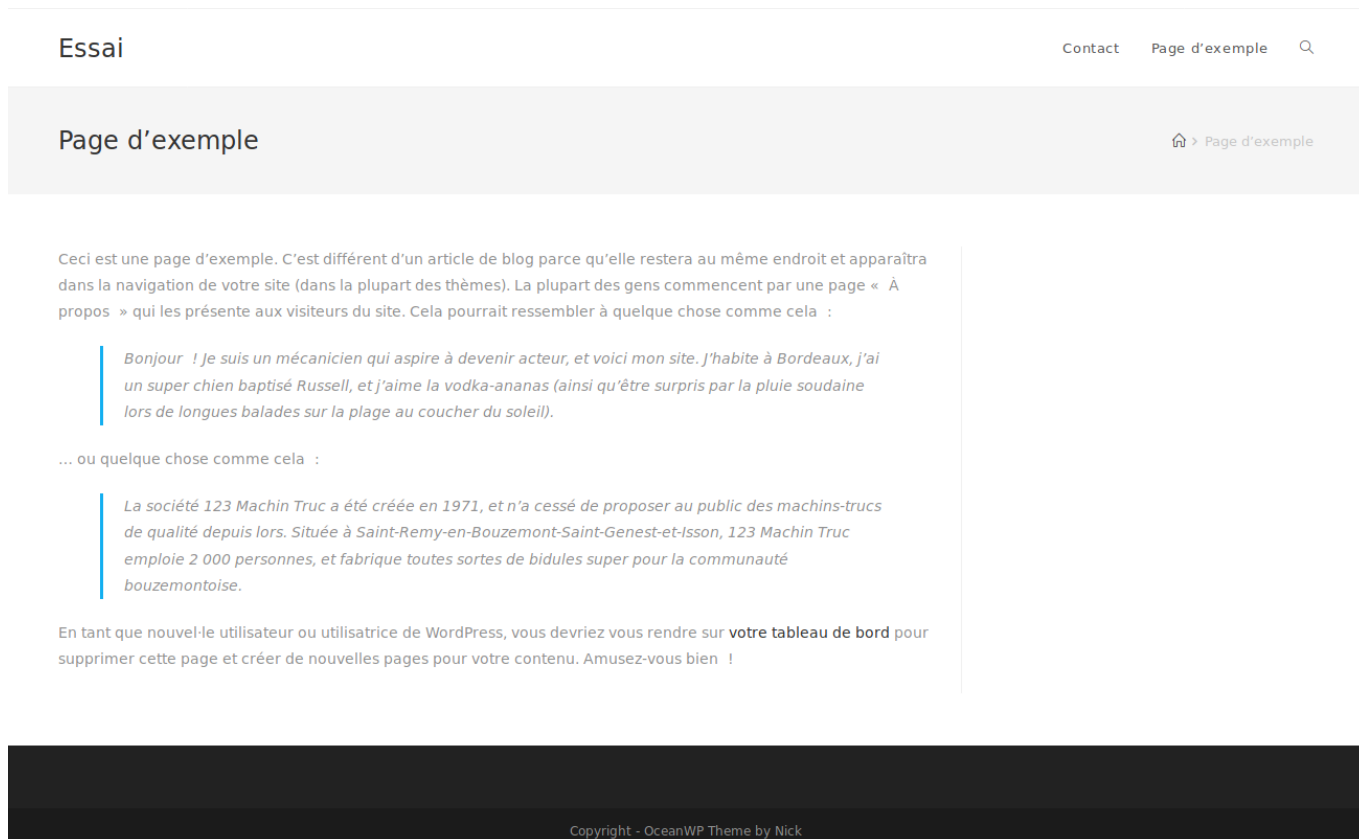 Essai
Contact
Page d’exemple
Page d’exemple
> Page d’exemple
Ceci est une page d’exemple. C’est différent d’un article de blog parce qu’elle restera au même endroit et apparaîtra
dans la navigation de votre site (dans la plupart des thèmes). La plupart des gens commencent par une page « À
propos » qui les présente aux visiteurs du site. Cela pourrait ressembler à quelque chose comme cela :
Bonjour ! Je suis un mécanicien qui aspire à devenir acteur, et voici mon site. J’habite à Bordeaux, j’ai
un super chien baptisé Russell, et j’aime la vodka-ananas (ainsi qu’être surpris par la pluie soudaine
lors de longues balades sur la plage au coucher du soleil).
... ou quelque chose comme cela :
La société 123 Machin Truc a été créée en 1971, et n’a cessé de proposer au public des machins-trucs
de qualité depuis lors. Située à Saint-Remy-en-Bouzemont-Saint-Genest-et-Isson, 123 Machin Truc
emploie 2 000 personnes, et fabrique toutes sortes de bidules super pour la communauté
bouzemontoise.
En tant que nouvel·le utilisateur ou utilisatrice de WordPress, vous devriez vous rendre sur votre tableau de bord pour
supprimer cette page et créer de nouvelles pages pour votre contenu. Amusez-vous bien !
Copyright - OceanWP Theme by Nick